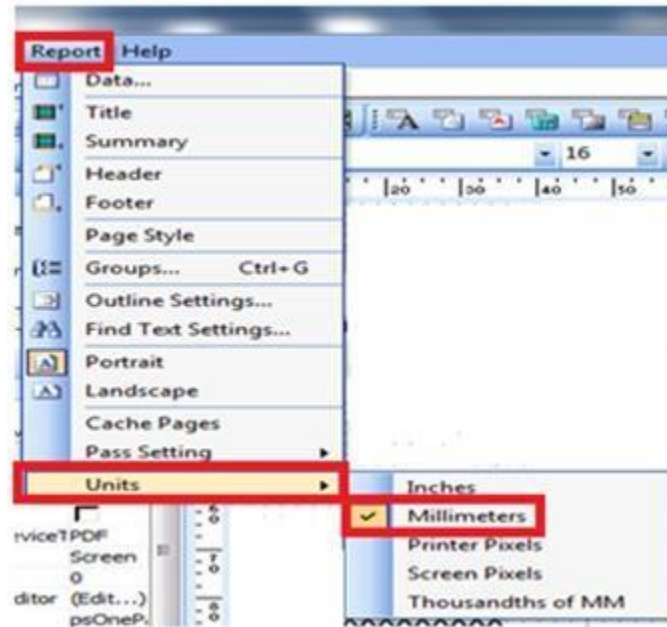 Report Help
Data...
Title
Summary
16
Header
Footer
20 30 40 50
Page Style
Groups... Ctrl+G
Outline Settings...
Find Text Settings...
Portrait
Landscape
Cache Pages
Pass Setting
Units
Inches
Millimeters
Printer Pixels
Screen Pixels
Thousandths of MM
PDF
Screen
0
ditor (Edit...)
psOneP